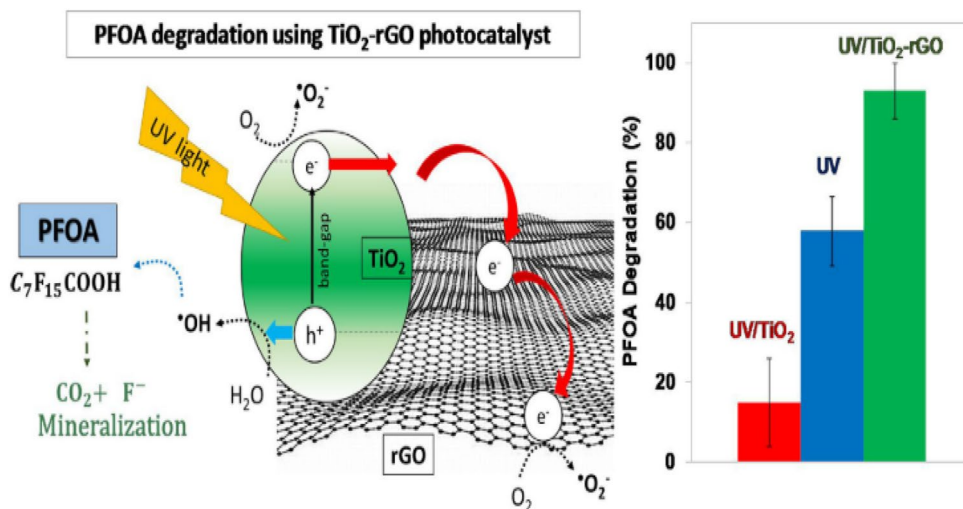 PFOA degradation using TiO₂-rGO photocatalyst
•O₂⁻
O₂
UV light
e⁻
band-gap
TiO₂
h⁺
PFOA
C₇F₁₅COOH
•OH
H₂O
CO₂+ F⁻
Mineralization
e⁻
e⁻
rGO
O₂
•O₂⁻
UV/TiO₂-rGO
UV
UV/TiO₂
PFOA Degradation (%)
100
80
60
40
20
0